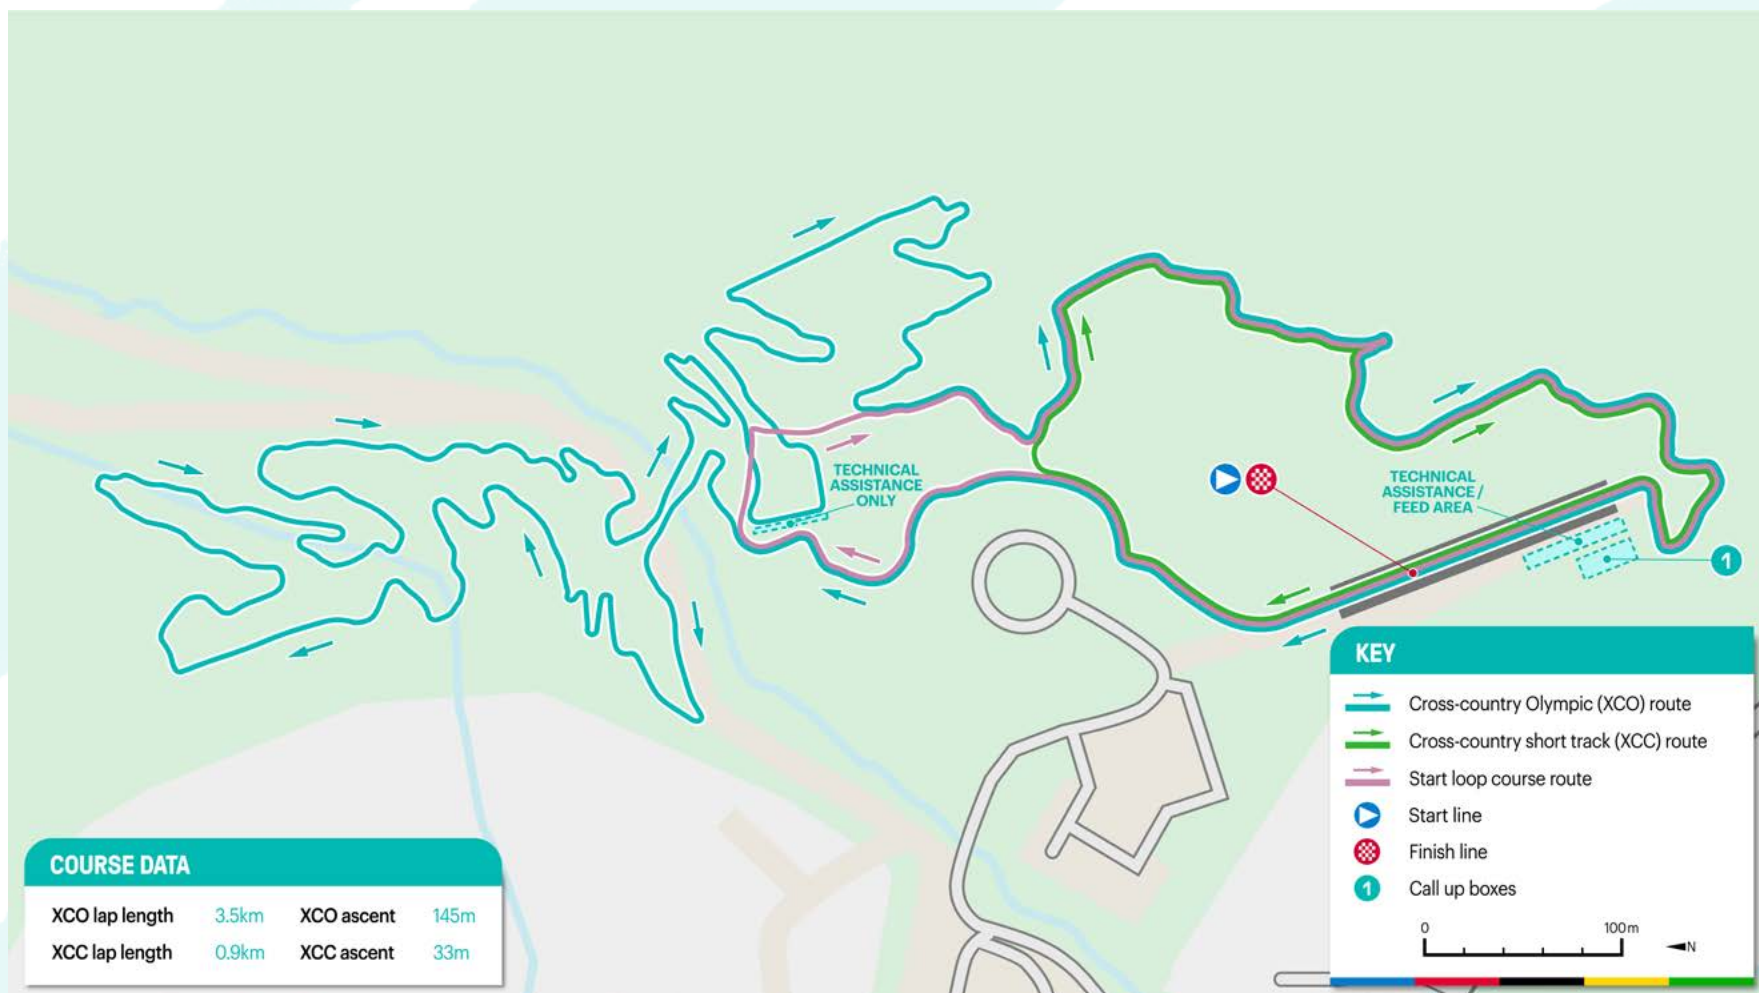 TECHNICAL
ASSISTANCE
ONLY
TECHNICAL
ASSISTANCE /
FEED AREA
1
KEY
Cross-country Olympic (XCO) route
Cross-country short track (XCC) route
Start loop course route
Start line
Finish line
1 Call up boxes
0 100m
N
COURSE DATA
XCO lap length 3.5km XCO ascent 145m
XCC lap length 0.9km XCC ascent 33m